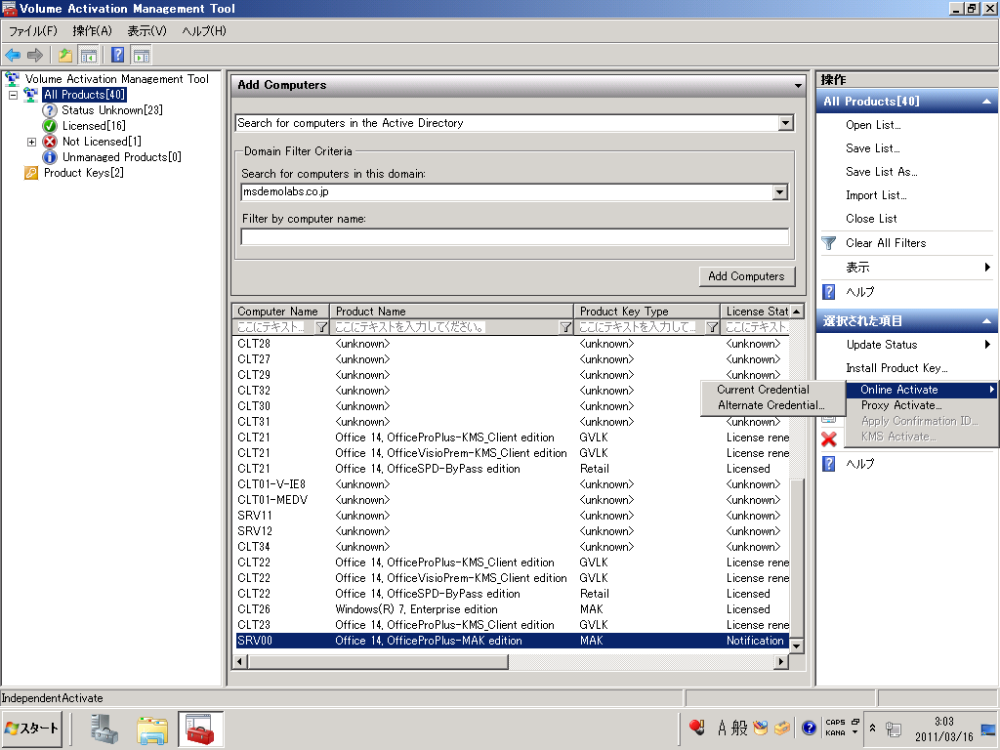 Volume Activation Management Tool
ファイル(F) 操作(A) 表示(V) ヘルプ(H)
Volume Activation Management Tool
All Products[40]
Status Unknown[23]
Licensed[16]
Not Licensed[1]
Unmanaged Products[0]
Product Keys[2]
Add Computers
Search for computers in the Active Directory
Domain Filter Criteria
Search for computers in this domain:
msdemolabs.co.jp
Filter by computer name:
Add Computers
Computer Name Product Name Product Key Type License Stat
ここにテキスト... ここにテキストを入力してください。 ここにテキストを入力して... ここにテキスト
CLT28 <unknown> <unknown> <unknown>
CLT27 <unknown> <unknown> <unknown>
CLT29 <unknown> <unknown> <unknown>
CLT32 <unknown> <unknown> <unknown>
CLT30 <unknown> <unknown> <unknown>
CLT31 <unknown> <unknown> <unknown>
CLT21 Office 14, OfficeProPlus-KMS_Client edition GVLK License rene
CLT21 Office 14, OfficeVisioPrem-KMS_Client edition GVLK License rene
CLT21 Office 14, OfficeSPD-ByPass edition Retail Licensed
CLT01-V-IE8 <unknown> <unknown> <unknown>
CLT01-MEDV <unknown> <unknown> <unknown>
SRV11 <unknown> <unknown> <unknown>
SRV12 <unknown> <unknown> <unknown>
CLT34 <unknown> <unknown> <unknown>
CLT22 Office 14, OfficeProPlus-KMS_Client edition GVLK License rene
CLT22 Office 14, OfficeVisioPrem-KMS_Client edition GVLK License rene
CLT22 Office 14, OfficeSPD-ByPass edition Retail Licensed
CLT26 Windows(R) 7, Enterprise edition MAK Licensed
CLT23 Office 14, OfficeProPlus-KMS_Client edition GVLK License rene
SRV00 Office 14, OfficeProPlus-MAK edition MAK Notification
操作
All Products[40]
Open List...
Save List...
Save List As...
Import List...
Close List
Clear All Filters
表示
ヘルプ
選択された項目
Update Status
Install Product Key...
Current Credential
Alternate Credential...
Online Activate
Proxy Activate...
Apply Confirmation ID...
KMS Activate...
ヘルプ
IndependentActivate
スタート
A 般
CAPS
KANA
3:03
2011/03/16